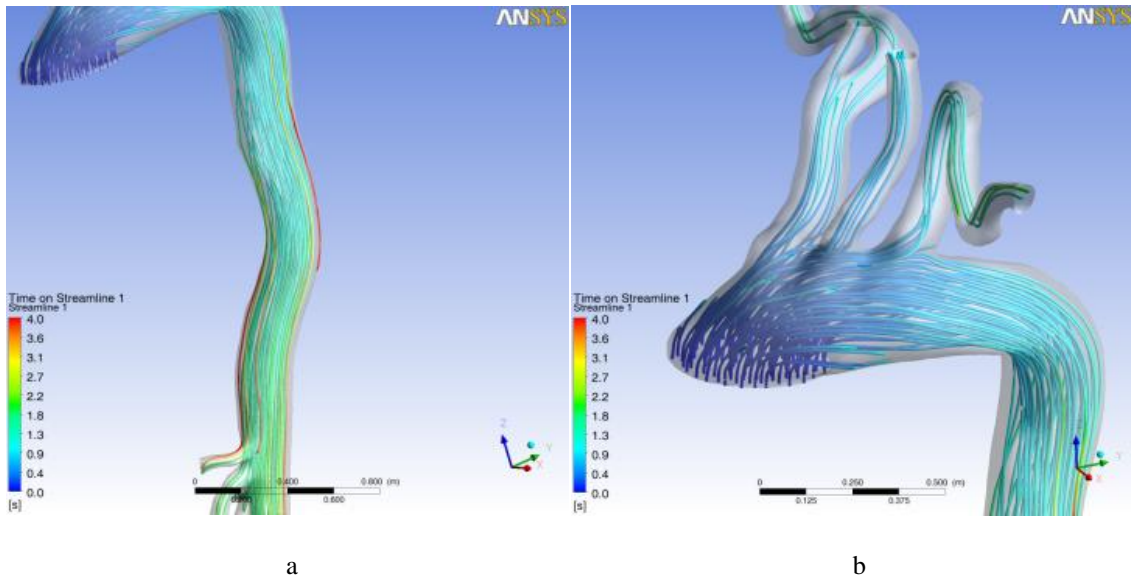 ANSYS
Time on Streamline 1
Streamline 1
4.0
3.6
3.1
2.7
2.2
1.8
1.3
0.9
0.4
0.0
[s]
Z
Y
X
0 0.400 0.800 (m)
0.200 0.600
a
ANSYS
Time on Streamline 1
Streamline 1
4.0
3.6
3.1
2.7
2.2
1.8
1.3
0.9
0.4
0.0
[s]
Y
X
0 0.250 0.500 (m)
0.125 0.375
b